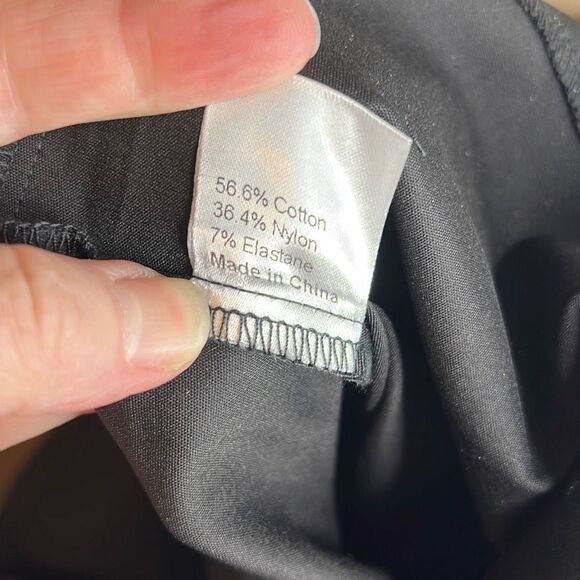 56.6% Cotton
36.4% Nylon
7% Elastane
Made in China